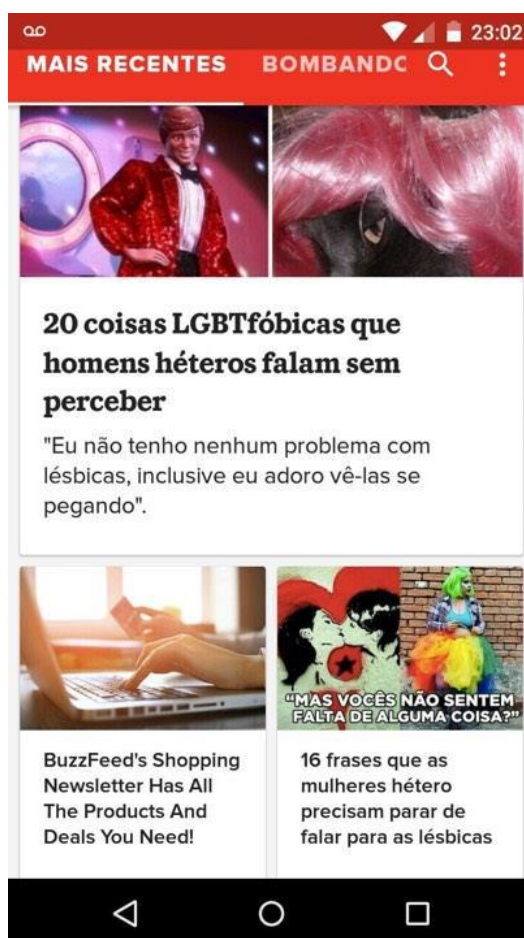 23:02
MAIS RECENTES BOMBANDO
20 coisas LGBTfóbicas que
homens héteros falam sem
perceber
"Eu não tenho nenhum problema com
lésbicas, inclusive eu adoro vê-las se
pegando".
BuzzFeed's Shopping
Newsletter Has All
The Products And
Deals You Need!
"MAS VOCÊS NÃO SENTEM
FALTA DE ALGUMA COISA?"
16 frases que as
mulheres hétero
precisam parar de
falar para as lésbicas